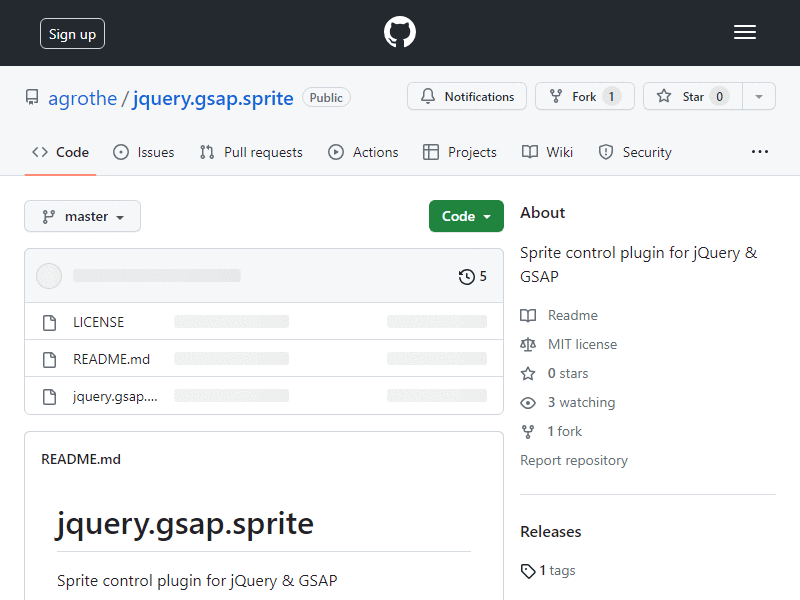 Sign up
agrothe / jquery.gsap.sprite Public
Notifications
Fork 1
Star 0
Code
Issues
Pull requests
Actions
Projects
Wiki
Security
master
Code
5
LICENSE
README.md
jquery.gsap....
README.md
jquery.gsap.sprite
Sprite control plugin for jQuery & GSAP
About
Sprite control plugin for jQuery &
GSAP
Readme
MIT license
0 stars
3 watching
1 fork
Report repository
Releases
1 tags